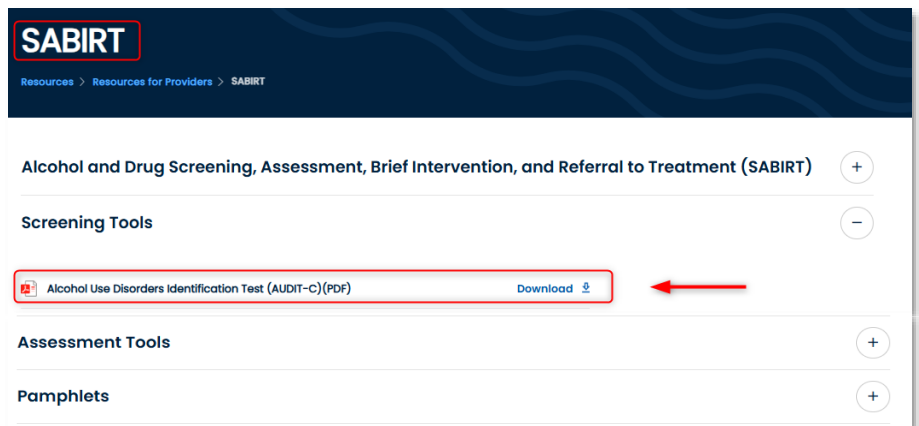 SABIRT
Resources > Resources for Providers > SABIRT
Alcohol and Drug Screening, Assessment, Brief Intervention, and Referral to Treatment (SABIRT)
Screening Tools
Alcohol Use Disorders Identification Test (AUDIT-C)(PDF) Download
Assessment Tools
Pamphlets